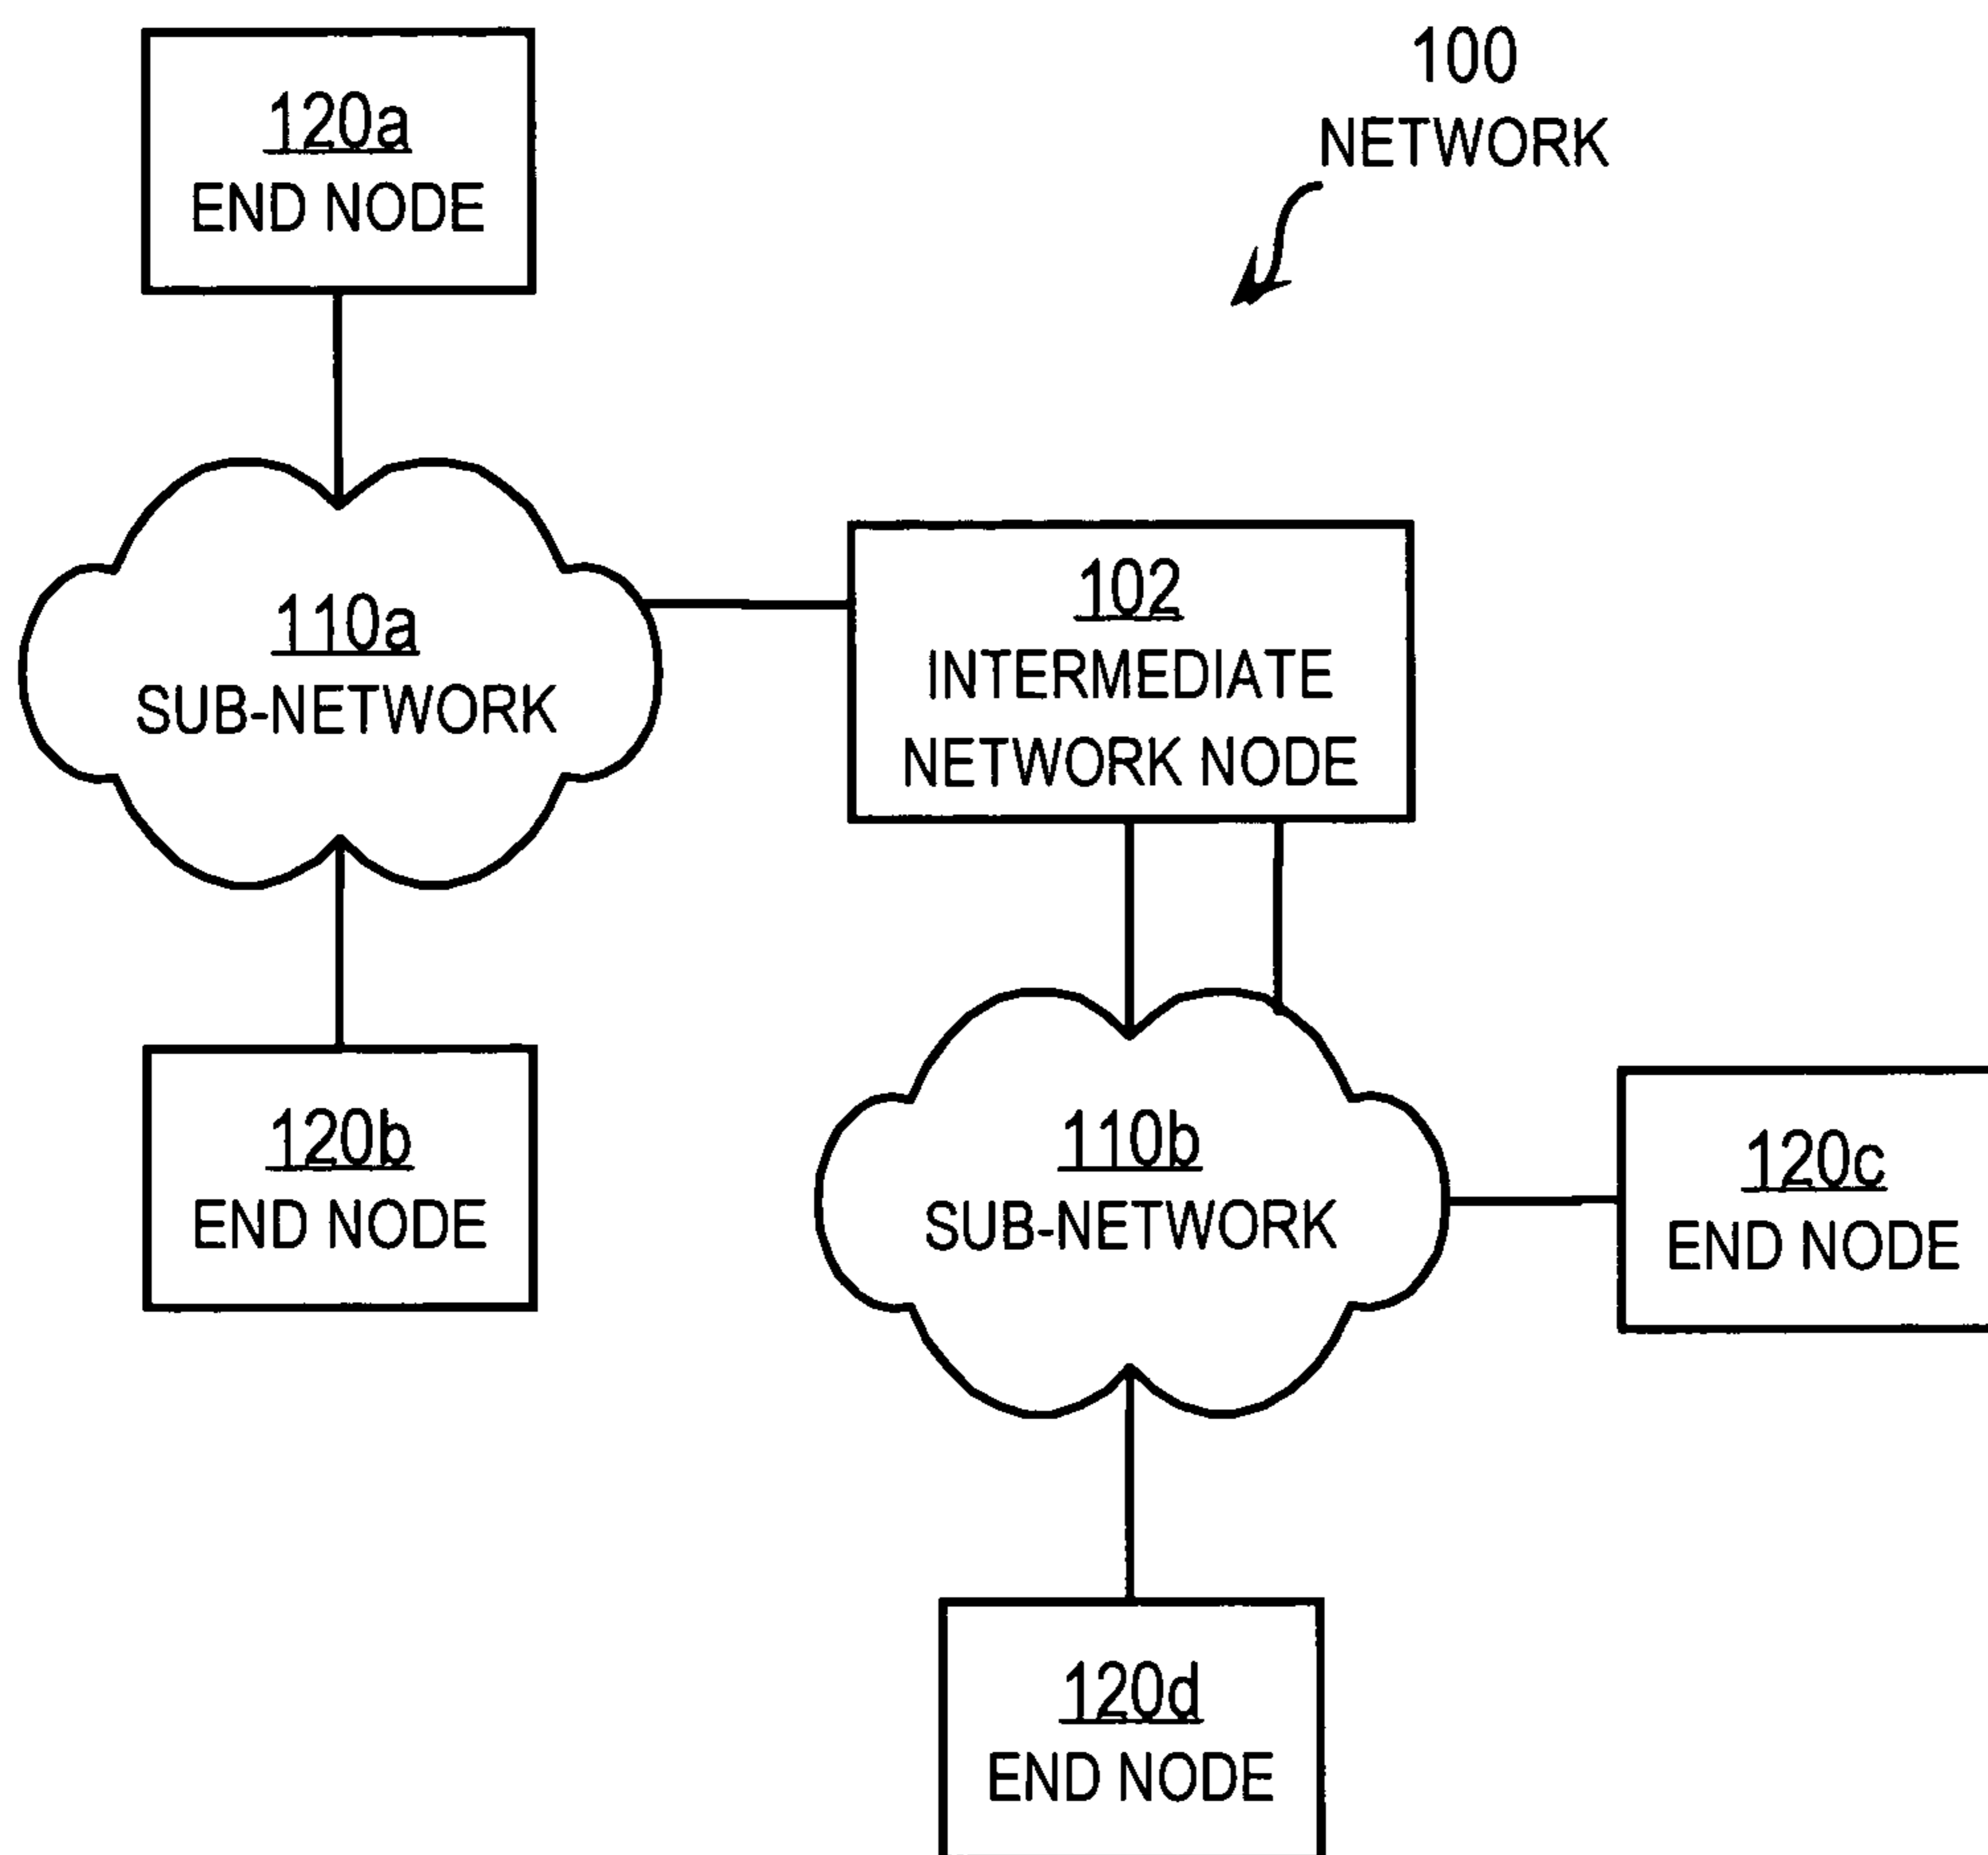 120a
END NODE
100
NETWORK
110a
SUB-NETWORK
102
INTERMEDIATE
NETWORK NODE
120b
END NODE
110b
SUB-NETWORK
120c
END NODE
120d
END NODE